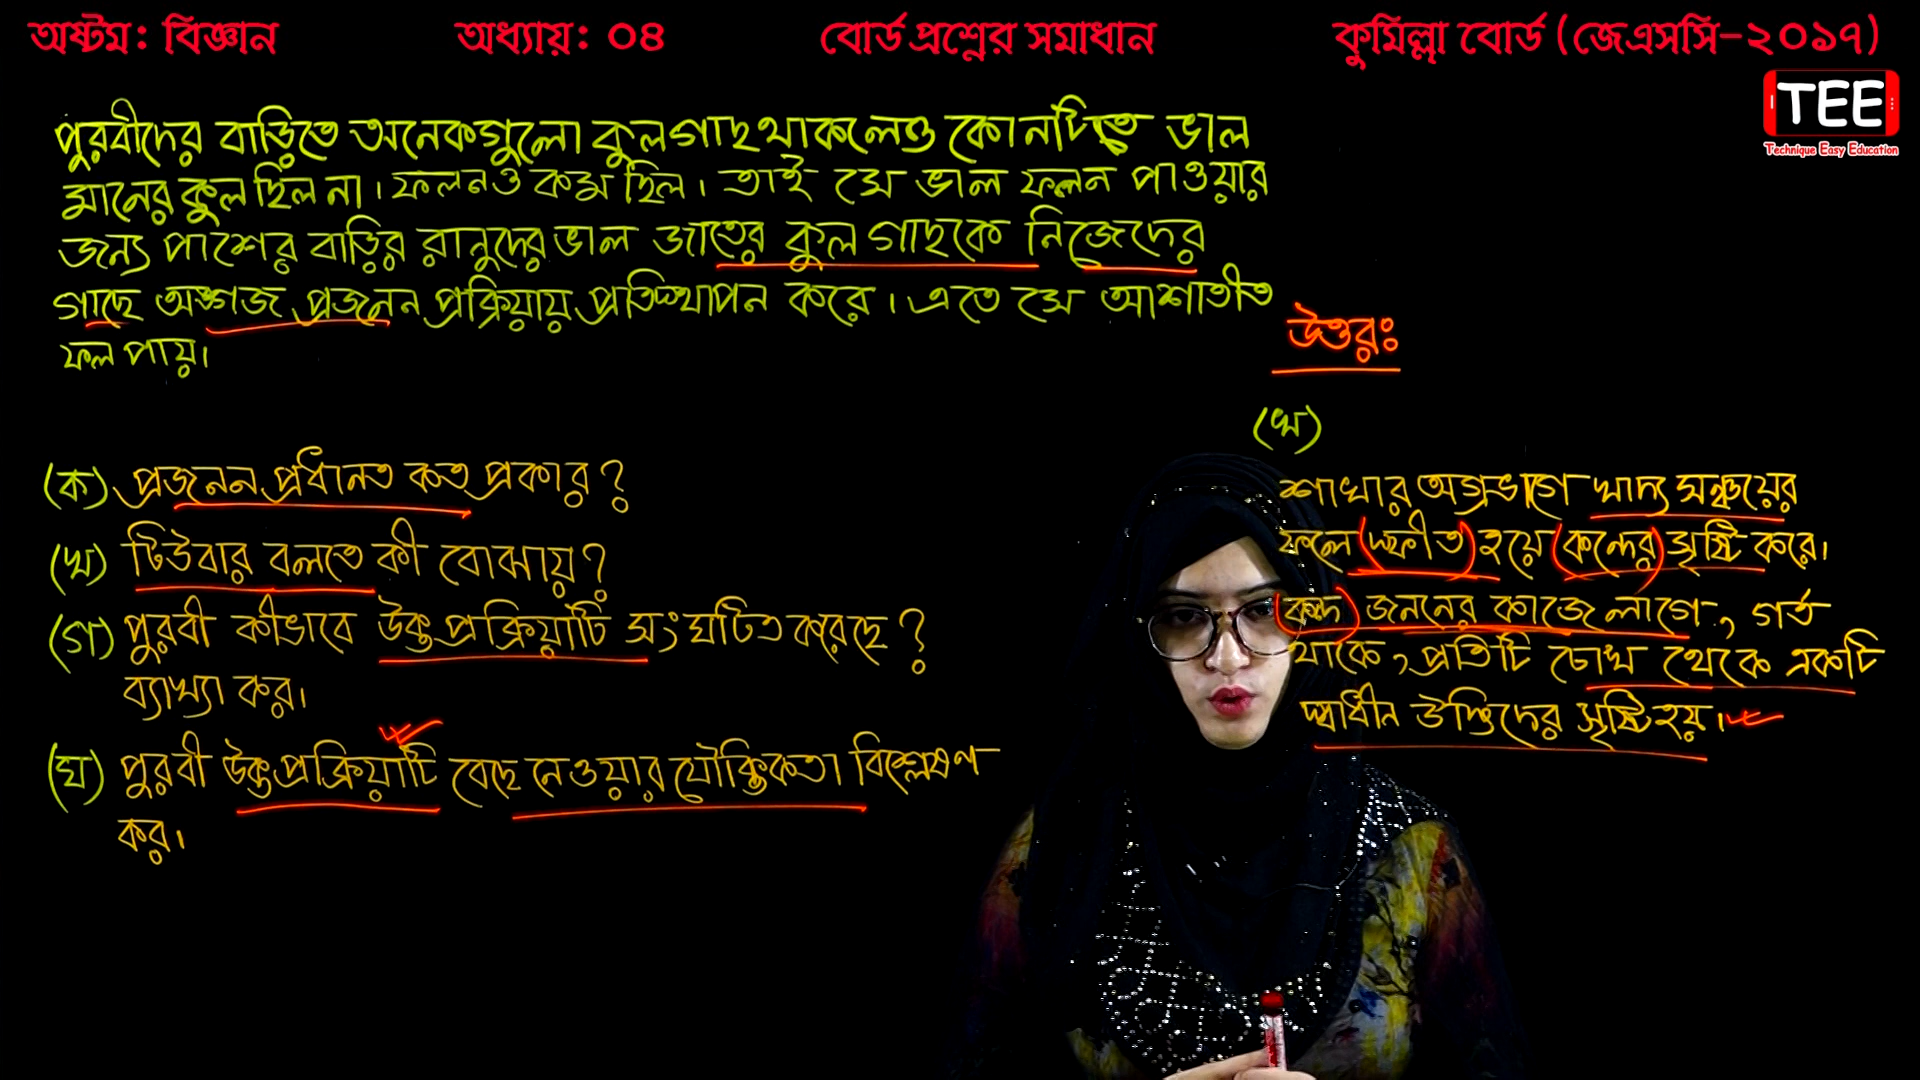 অষ্টম: বিজ্ঞান অধ্যায়: ০৪ বোর্ড প্রশ্নের সমাধান কুমিল্লা বোর্ড (জেএসসি-২০১৭)
TEE
Technique Easy Education
পুরবীদের বাড়িতে অনেকগুলো কুলগাছ থাকলেও কোনটিতে ভাল
মানের কুল ছিল না। ফলনও কম ছিল। তাই সে ভাল ফলন পাওয়ার
জন্য পাশের বাড়ির রানুদের ভাল জাতের কুল গাছকে নিজেদের
গাছে অঙ্গজ প্রজনন প্রক্রিয়ায় প্রতিস্থাপন করে। এতে সে আশাতীত
ফল পায়।
(ক) প্রজনন প্রধানত কত প্রকার?
(খ) টিউবার বলতে কী বোঝায়?
(গ) পুরবী কীভাবে উক্ত প্রক্রিয়াটি সংঘটিত করেছে?
ব্যাখ্যা কর।
(ঘ) পুরবী উক্ত প্রক্রিয়াটি বেছে নেওয়ার যৌক্তিকতা বিশ্লেষণ
কর।
উত্তরঃ
(খ)
শাখার অগ্রভাগে খাদ্য সঞ্চয়ের
ফলে (স্ফীত) হয়ে (কন্দের) সৃষ্টি করে।
(কন্দ) জননের কাজে লাগে, গর্ত
থাকে, প্রতিটি চোখ থেকে একটি
স্বাধীন উদ্ভিদের সৃষ্টি হয়।